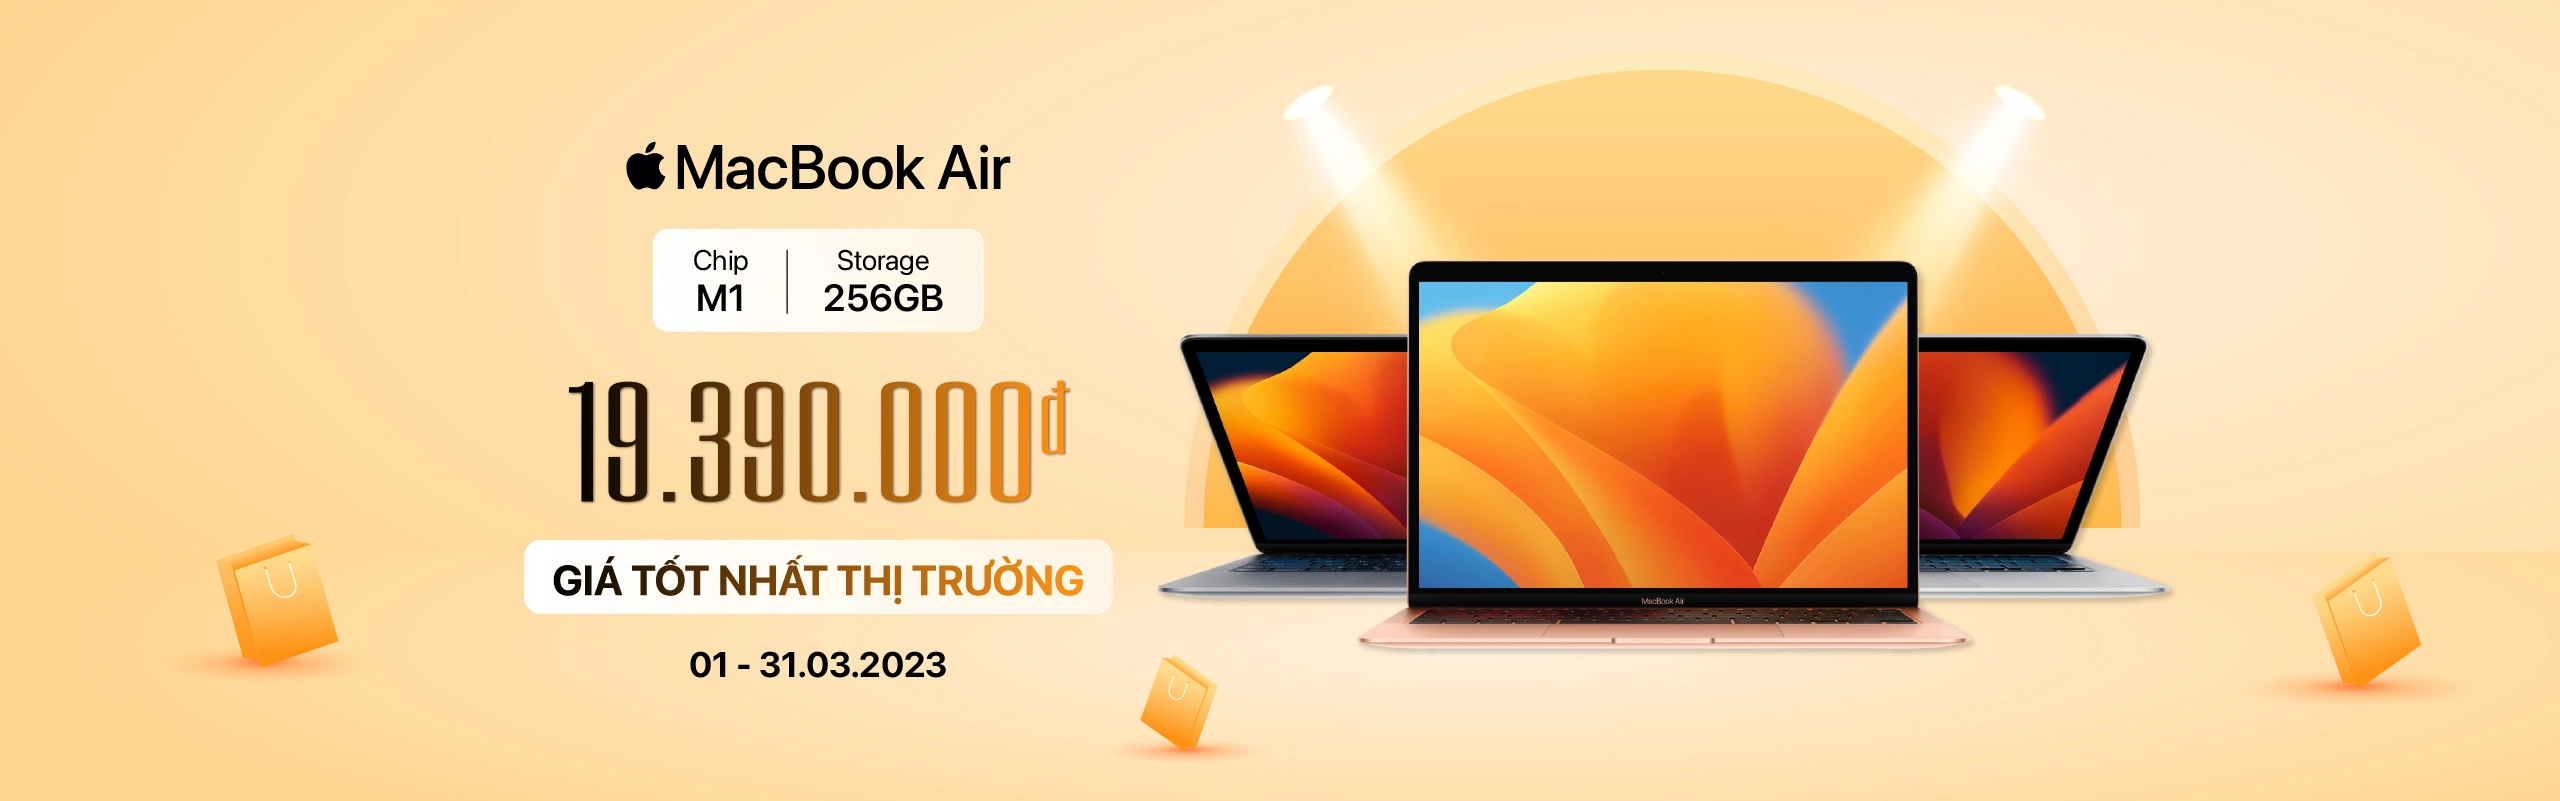 MacBook Air
Chip
M1
Storage
256GB
19.390.000đ
GIÁ TỐT NHẤT THỊ TRƯỜNG
01 - 31.03.2023
MacBook Air